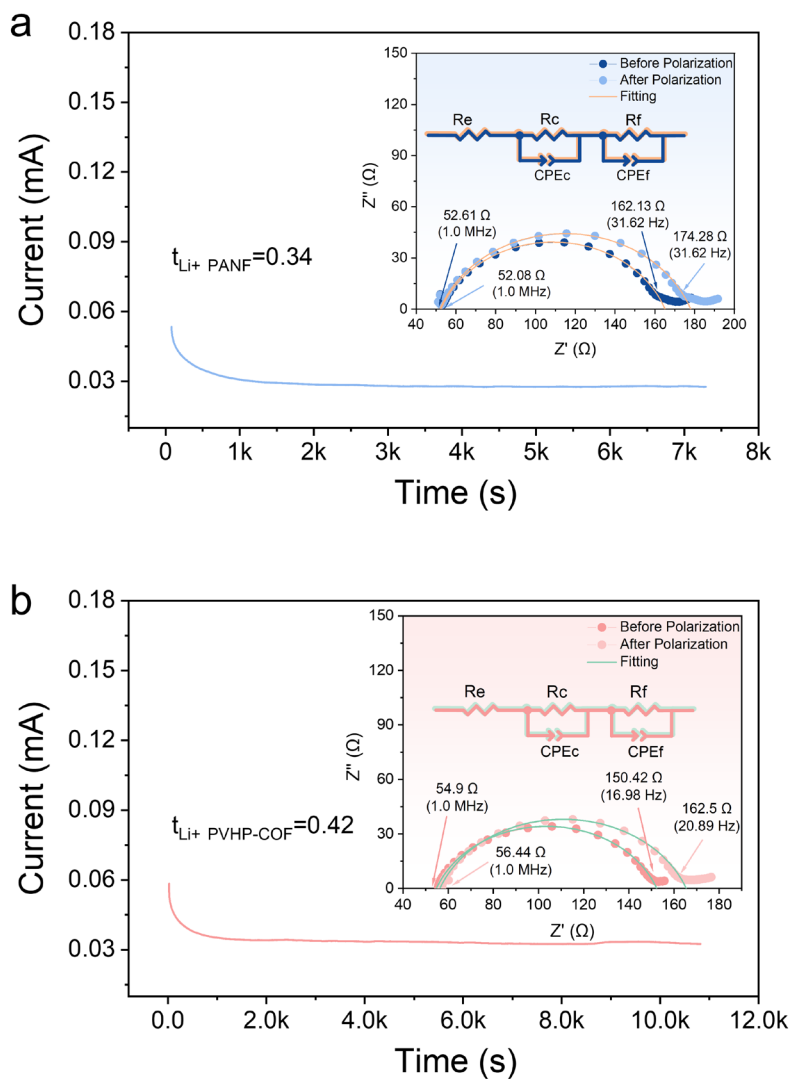 a
0.18
0.15
0.12
0.09
0.06
0.03
Current (mA)
t Li+ PANF=0.34
0
1k
2k
3k
4k
5k
6k
7k
8k
Time (s)
150
120
90
60
30
0
Z'' (Ω)
Before Polarization
After Polarization
Fitting
Re
Rc
Rf
CPEc
CPEf
52.61 Ω
(1.0 MHz)
52.08 Ω
(1.0 MHz)
162.13 Ω
(31.62 Hz)
174.28 Ω
(31.62 Hz)
40
60
80
100
120
140
160
180
200
Z' (Ω)
b
0.18
0.15
0.12
0.09
0.06
0.03
Current (mA)
t Li+ PVHP-COF=0.42
0.0
2.0k
4.0k
6.0k
8.0k
10.0k
12.0k
Time (s)
150
120
90
60
30
0
Z'' (Ω)
Before Polarization
After Polarization
Fitting
Re
Rc
Rf
CPEc
CPEf
54.9 Ω
(1.0 MHz)
56.44 Ω
(1.0 MHz)
150.42 Ω
(16.98 Hz)
162.5 Ω
(20.89 Hz)
40
60
80
100
120
140
160
180
Z' (Ω)